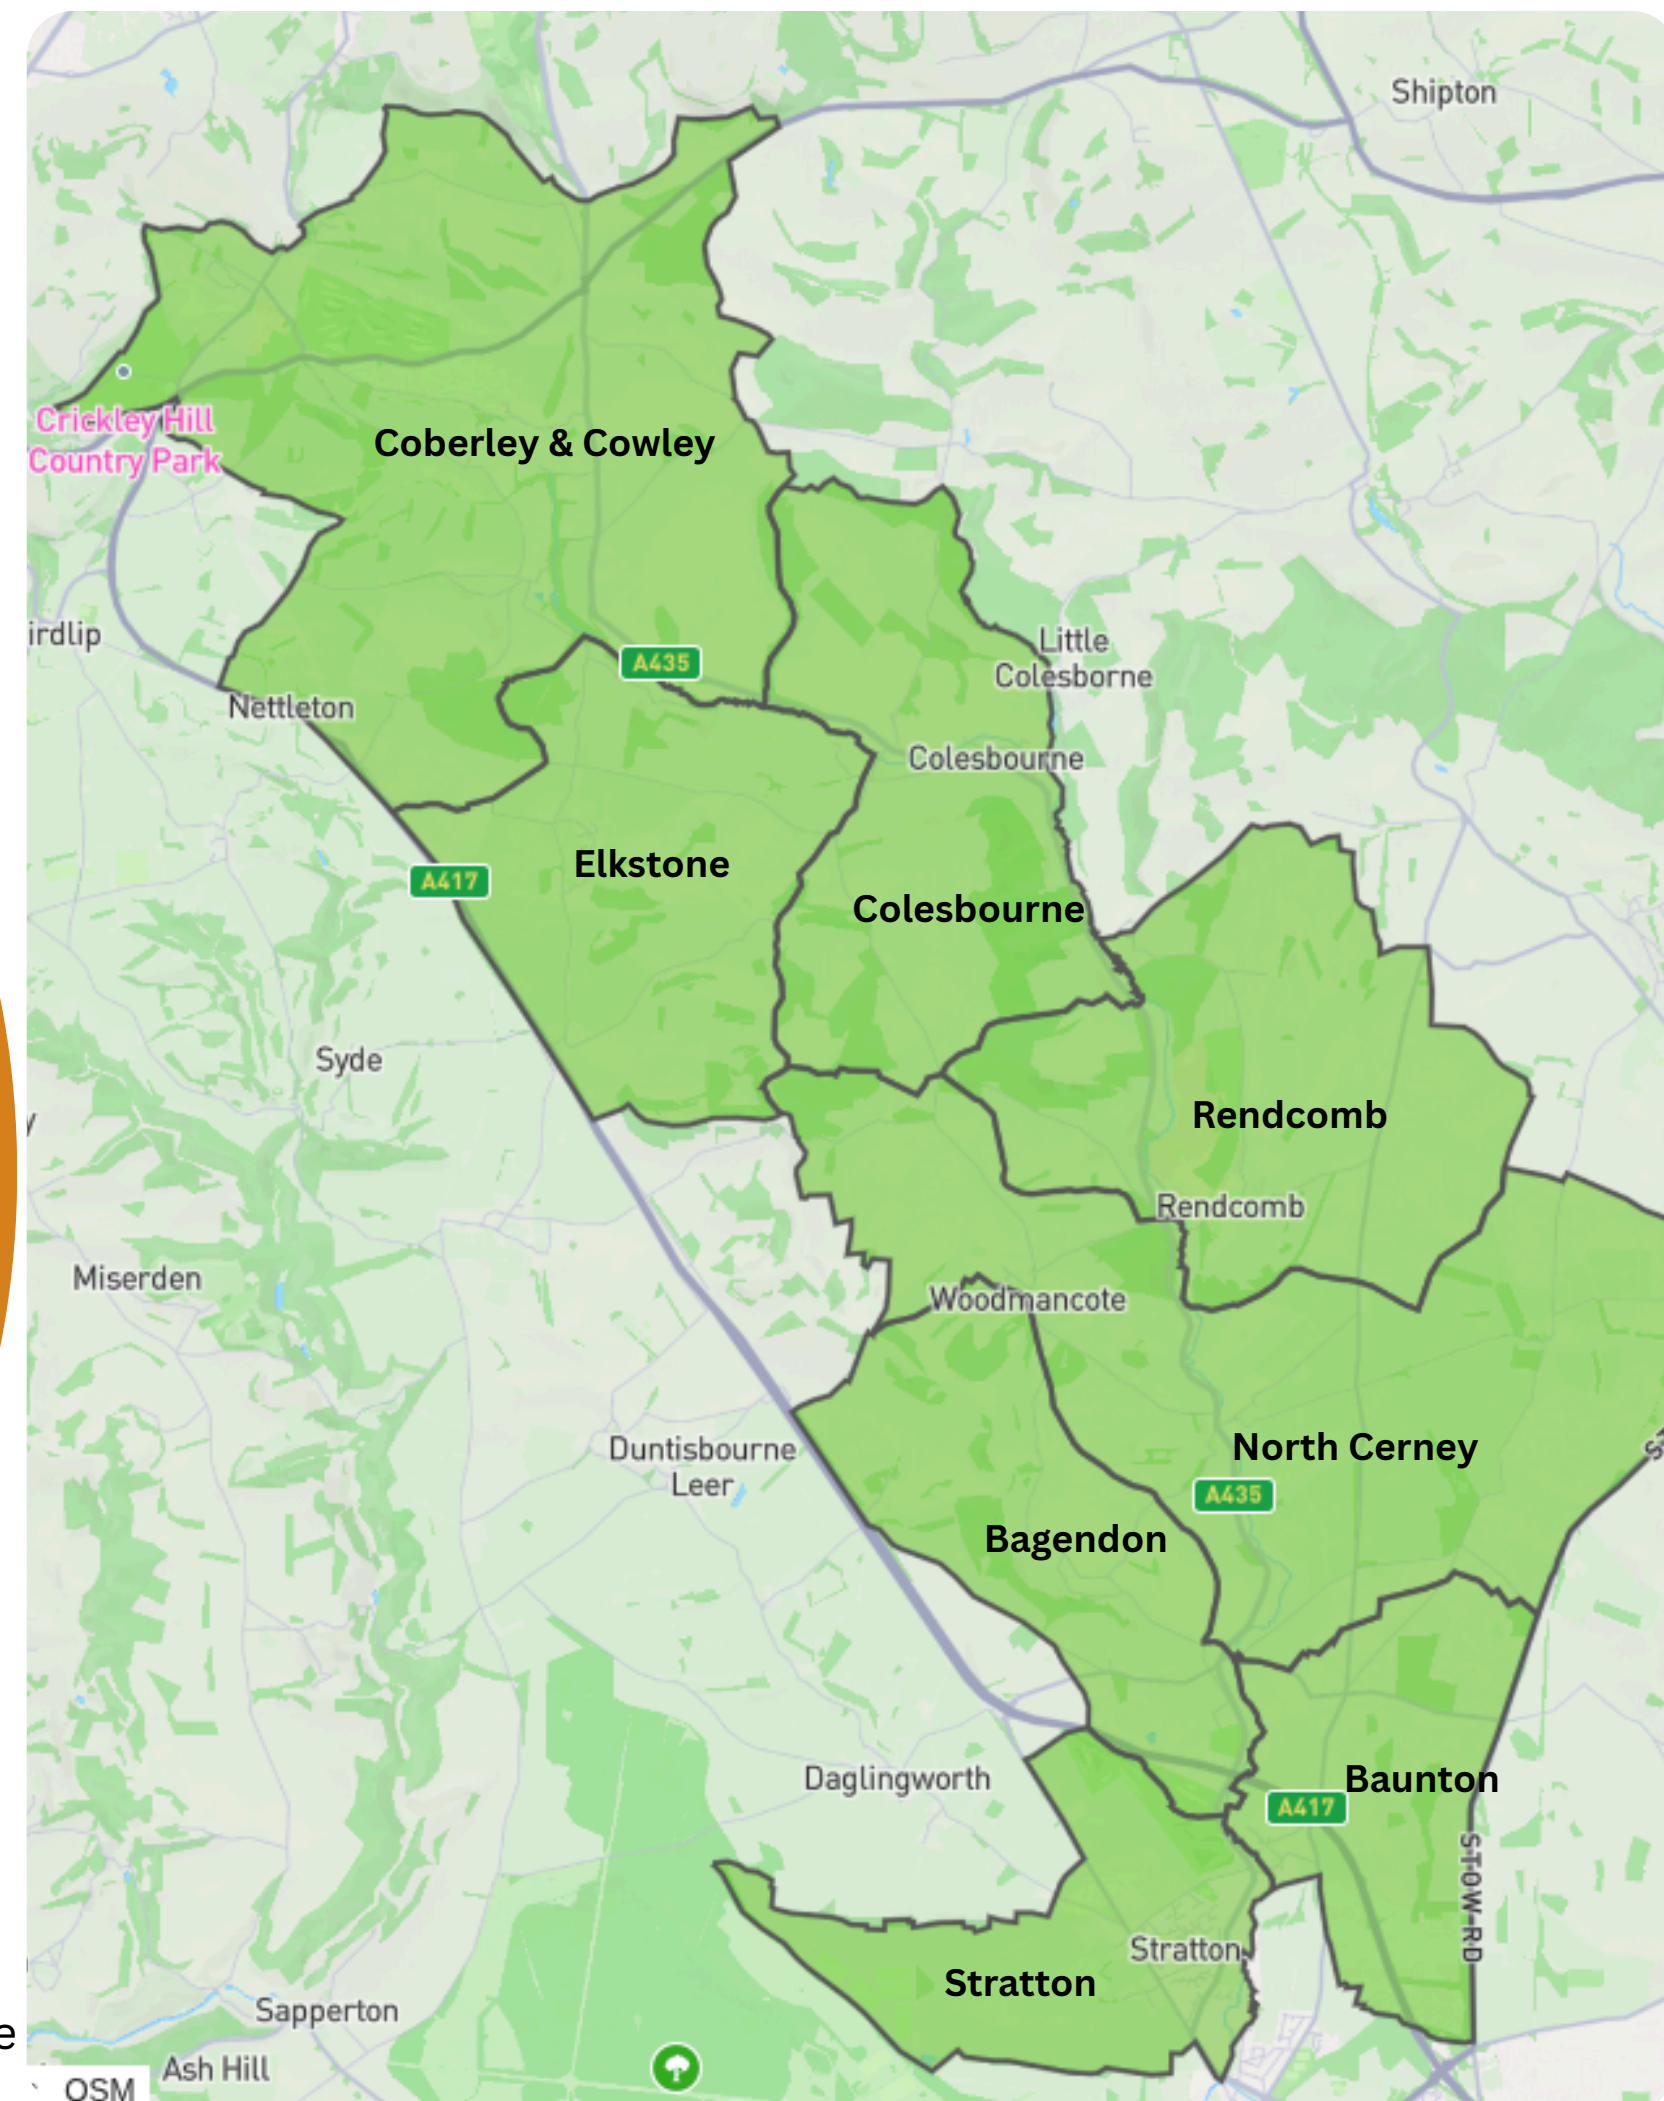 Shipton
Crickley Hill
Country Park
Coberley & Cowley
irdlip
A435
Little
Colesborne
Nettleton
Colesbourne
Elkstone
A417
Colesbourne
Syde
Rendcomb
Rendcomb
Miserden
Woodmancote
Duntisbourne
Leer
North Cerney
A435
Bagendon
Daglingworth
Baunton
A417
STOW RD
Stratton
Stratton
Sapperton
e
Ash Hill
OSM